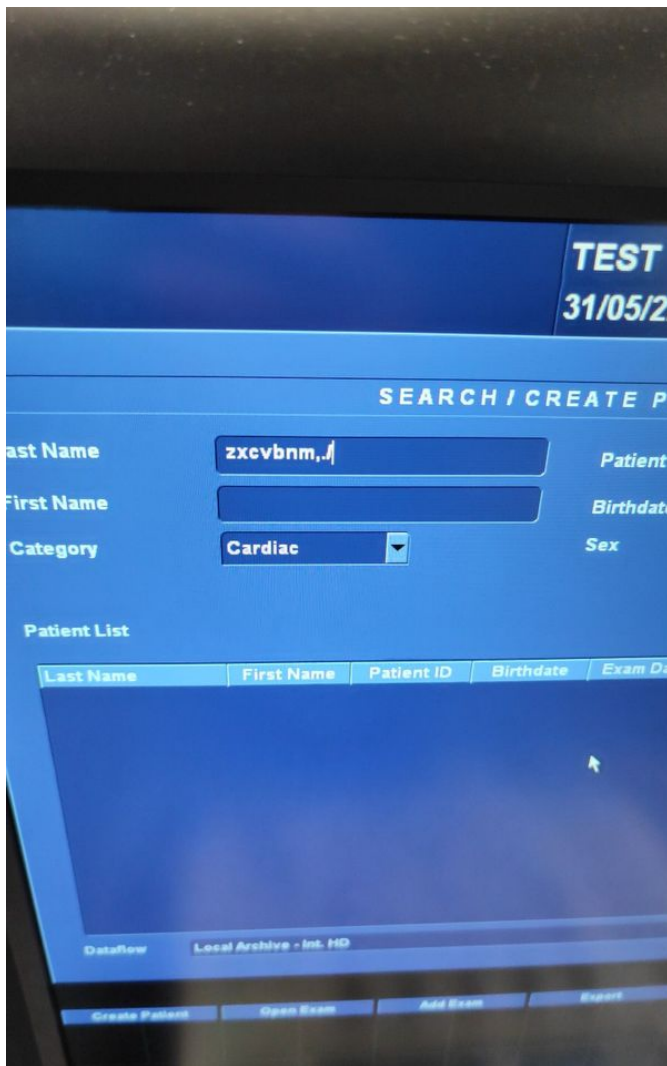 TEST
31/05/2
SEARCH / CREATE P
ast Name zxcvbnm,./ Patient
First Name Birthdate
Category Cardiac Sex
Patient List
Last Name First Name Patient ID Birthdate Exam Da
Dataflow Local Archive - Int. HD
Create Patient Open Exam Add Exam Export